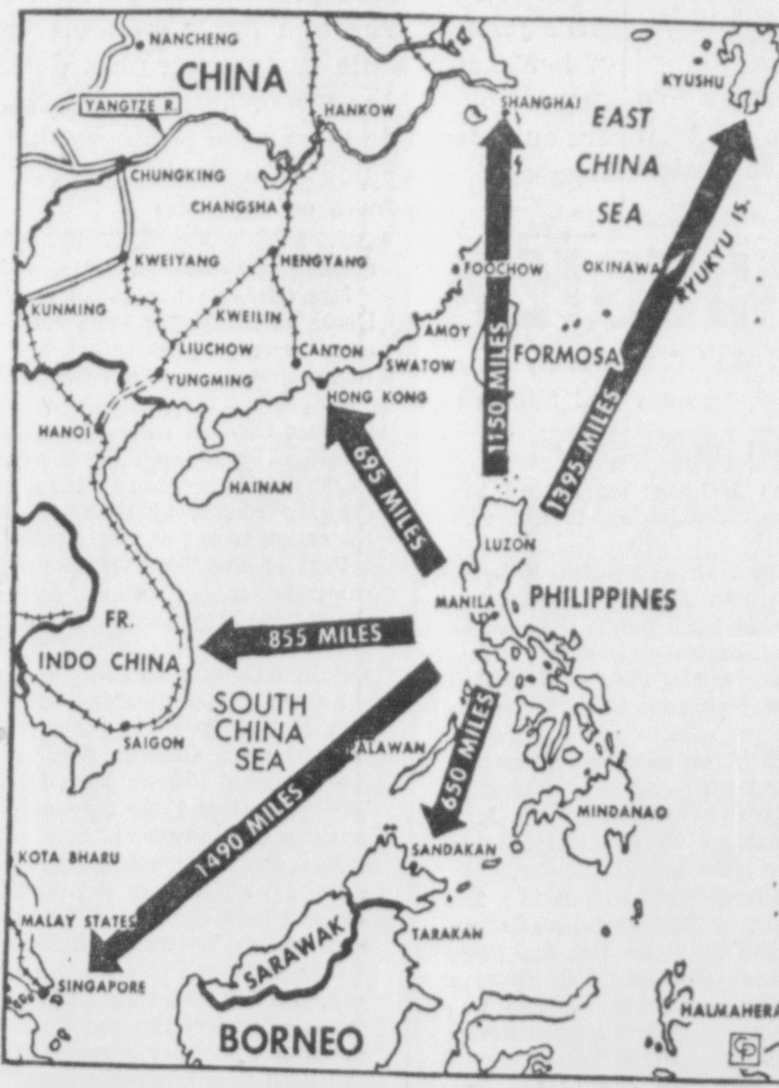 NANCHENG
CHINA
YANGTZE R.
HANKOW
SHANGHAI
KYUSHU
EAST
CHINA
SEA
CHUNGKING
CHANGSHA
KWEIYANG
HENGYANG
FOOCHOW
OKINAWA
RYUKYU IS.
KUNMING
KWEILIN
AMOY
LIUCHOW
CANTON
SWATOW
FORMOSA
YUNGMING
HONG KONG
HANOI
HAINAN
695 MILES
1150 MILES
1395 MILES
LUZON
MANILA
PHILIPPINES
FR.
INDO CHINA
855 MILES
SOUTH
CHINA
SEA
SAIGON
PALAWAN
650 MILES
1490 MILES
MINDANAO
KOTA BHARU
SANDAKAN
MALAY STATES
SARAWAK
TARAKAN
SINGAPORE
BORNEO
HALMAHERA
CP